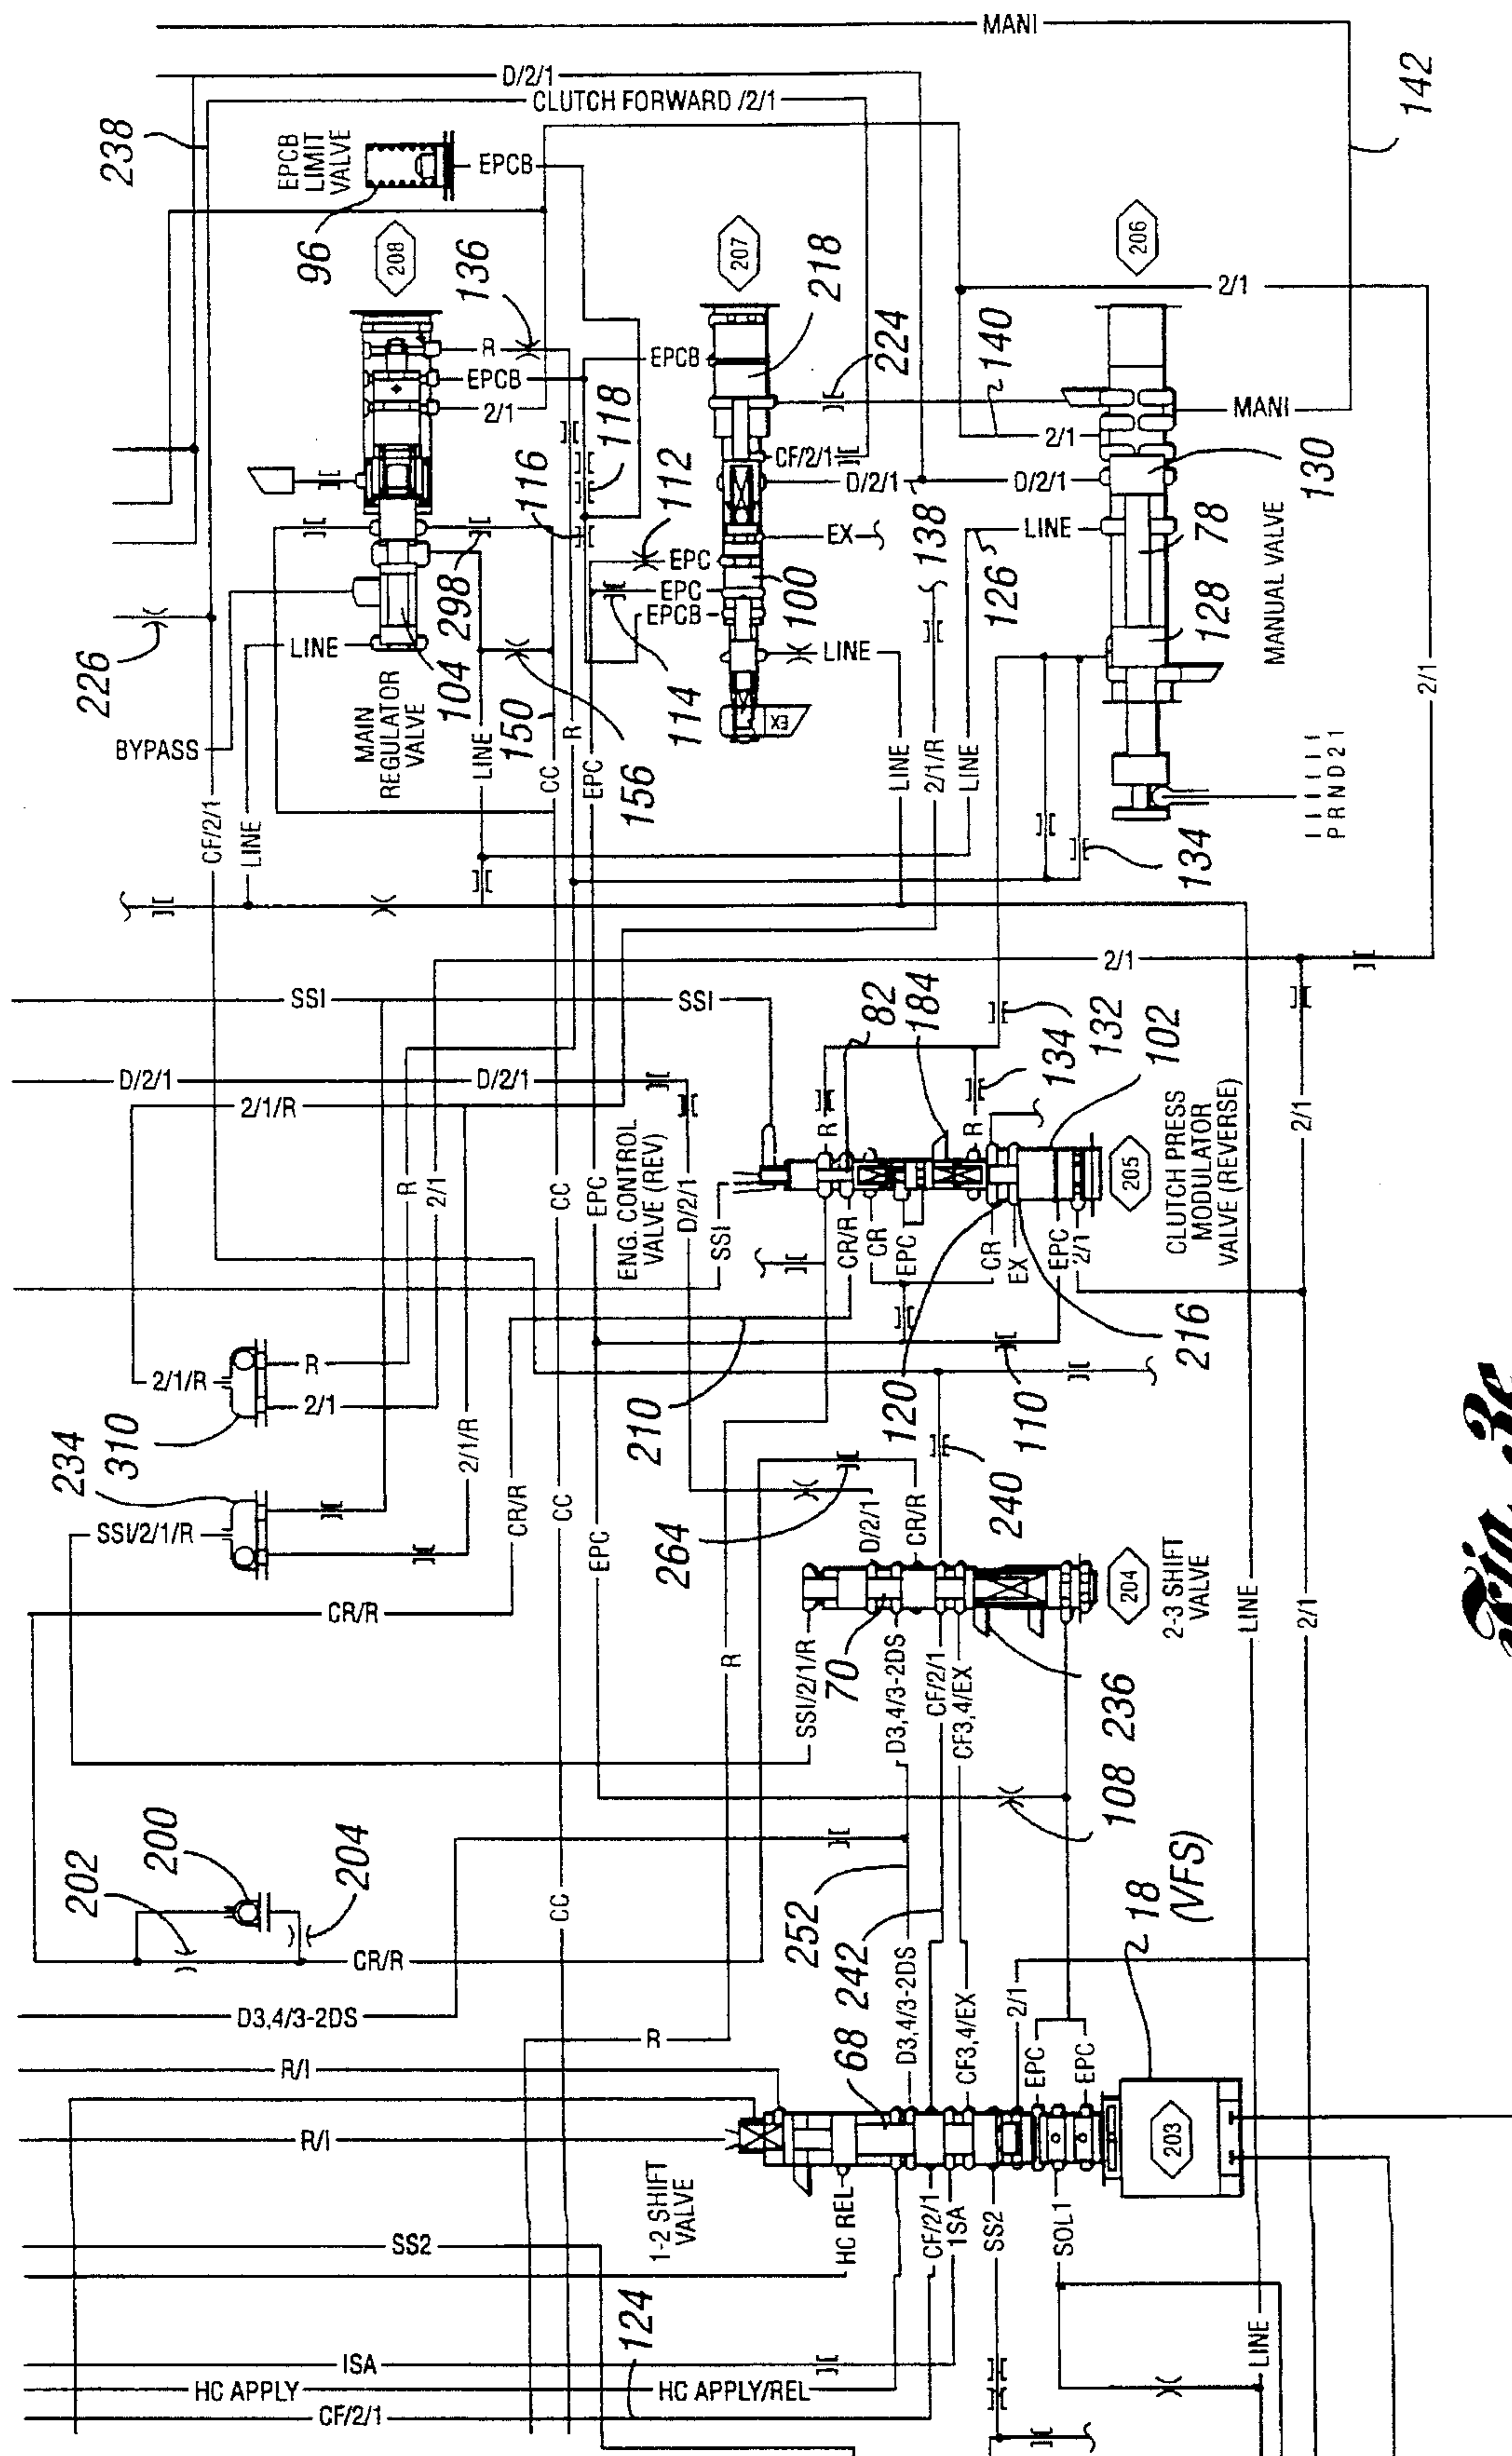 MANI
D/2/1
CLUTCH FORWARD /2/1
142
238
EPCB
LIMIT
VALVE
EPCB
96
208
136
207
218
206
R
EPCB
2/1
EPCB
224
140
2/1
MANI
118
116
112
CF/2/1
2/1
D/2/1
D/2/1
130
EX
LINE
298
EPC
EPC
EPCB
100
138
126
78
226
LINE
104
114
LINE
128
MANUAL VALVE
BYPASS
MAIN
REGULATOR
VALVE
LINE
150
CC
R
EPC
156
EX
LINE
2/1/R
LINE
2/1
CF/2/1
LINE
134
PRND21
2/1
SSI
SSI
82
184
134
132
102
D/2/1
D/2/1
2/1/R
ENG. CONTROL
VALVE (REV)
R
R
2/1
R
2/1
CC
EPC
D/2/1
SSI
205
CLUTCH PRESS
MODULATOR
VALVE (REVERSE)
CR/R
CR
EPC
CR
EX
EPC
2/1
216
2/1/R
R
2/1
310
210
120
110
234
2/1/R
CR/R
CC
SSI/2/1/R
EPC
264
D/2/1
CR/R
240
204
2-3 SHIFT
VALVE
LINE
2/1
Fig. 3c
CR/R
R
SSI/2/1/R
70
D3,4/3-2DS
CF/2/1
CF3,4/EX
236
108
202
200
204
CC
CR/R
252
242
18
(VFS)
D3,4/3-2DS
R
68
D3,4/3-2DS
CF3,4/EX
2/1
EPC
EPC
R/I
R/I
203
1-2 SHIFT
VALVE
HC REL
CF/2/1
1SA
SS2
SOL1
SS2
124
ISA
HC APPLY
HC APPLY/REL
CF/2/1
LINE